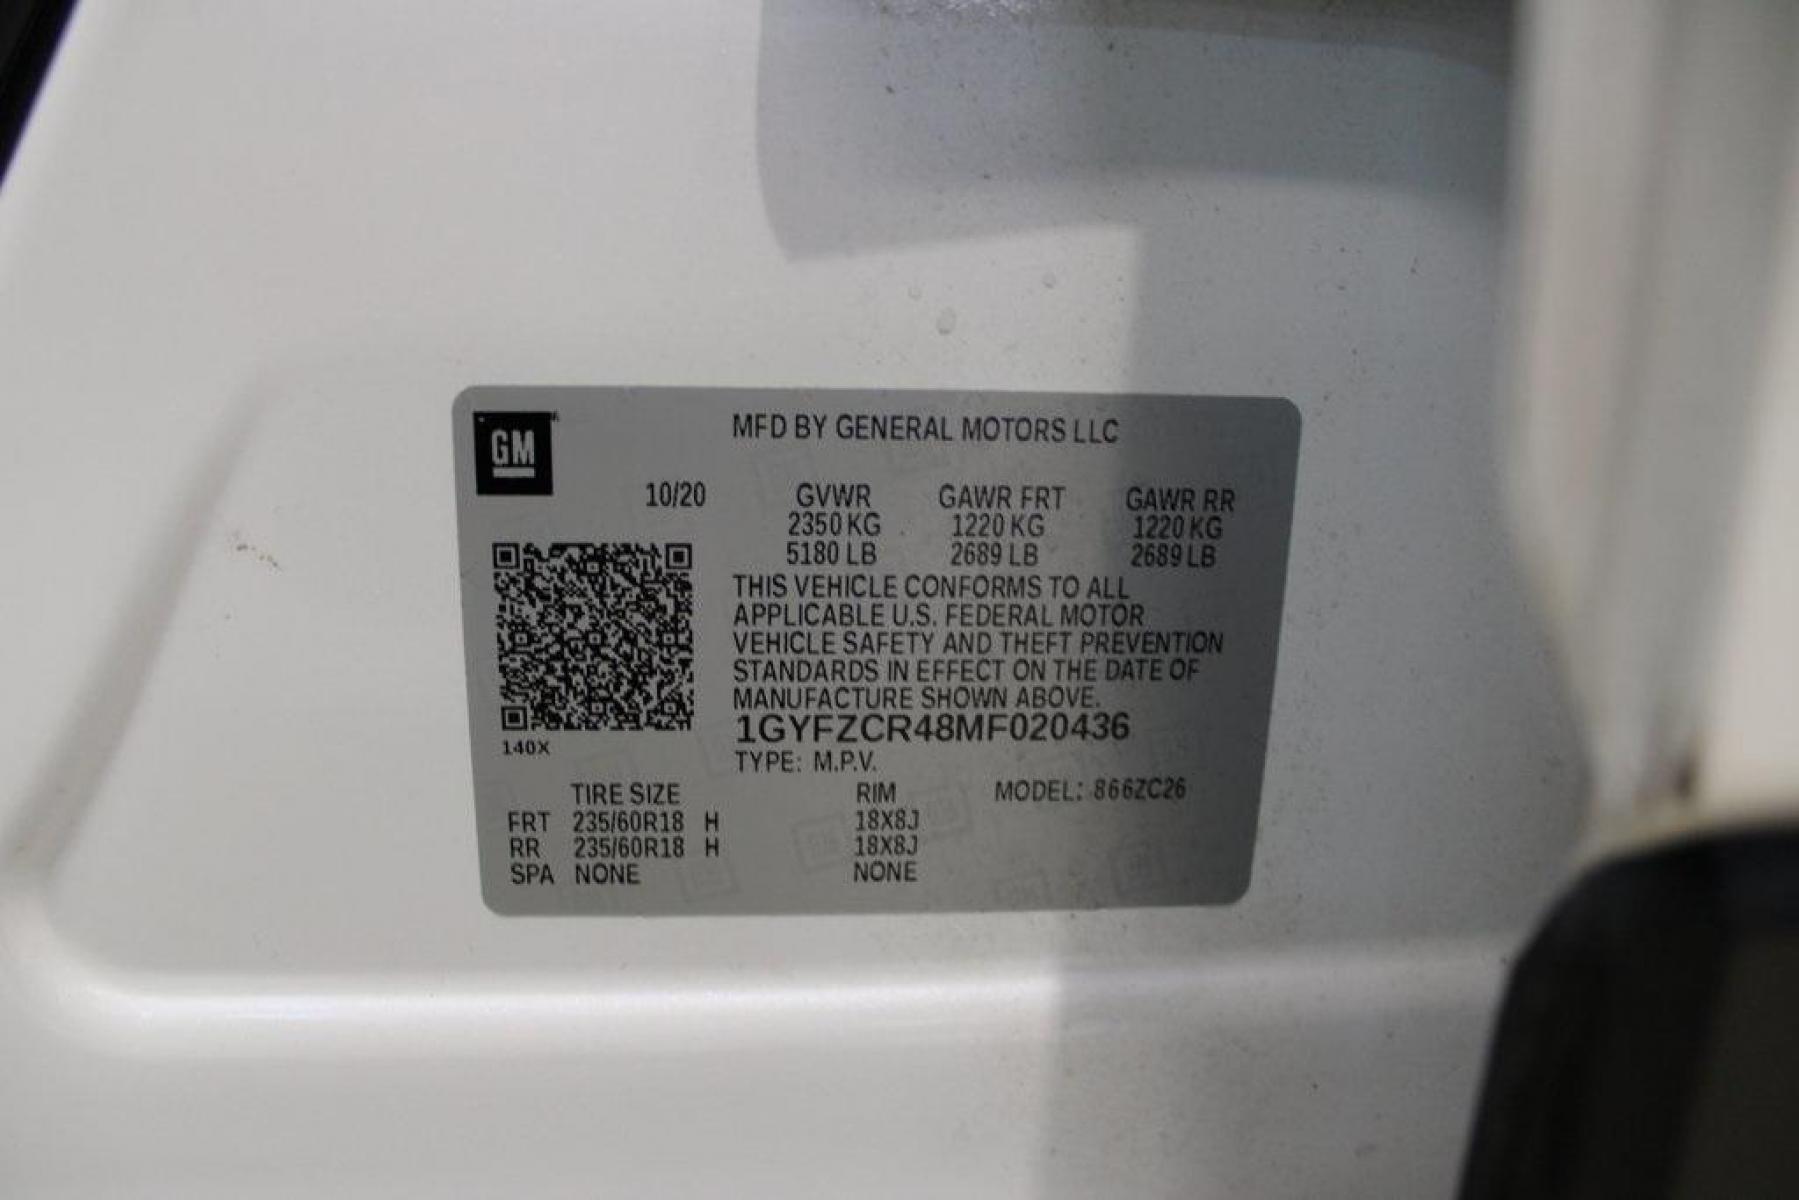 GM
MFD BY GENERAL MOTORS LLC
10/20 GVWR GAWR FRT GAWR RR
2350 KG 1220 KG 1220 KG
5180 LB 2689 LB 2689 LB
THIS VEHICLE CONFORMS TO ALL
APPLICABLE U.S. FEDERAL MOTOR
VEHICLE SAFETY AND THEFT PREVENTION
STANDARDS IN EFFECT ON THE DATE OF
MANUFACTURE SHOWN ABOVE.
1GYFZCR48MF020436
140X
TYPE: M.P.V.
TIRE SIZE RIM MODEL: 866ZC26
FRT 235/60R18 H 18X8J
RR 235/60R18 H 18X8J
SPA NONE NONE